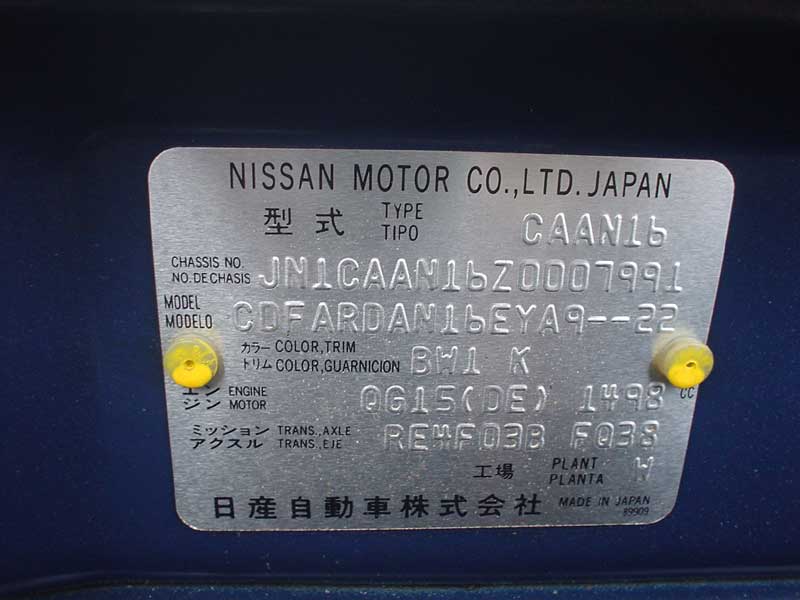 NISSAN MOTOR CO.,LTD. JAPAN
型式 TYPE TIPO CAAN16
CHASSIS NO. NO. DE CHASIS JN1CAAN16Z0007991
MODEL MODELO CDFARDAN16EYA9--22
カラー COLOR,TRIM
トリム COLOR,GUARNICION BW1 K
エン ENGINE
ジン MOTOR QG15(DE) 1498 CC
ミッション TRANS.,AXLE
アクスル TRANS.,EJE RE4F03B FQ38
工場 PLANT PLANTA W
日産自動車株式会社 MADE IN JAPAN
89909